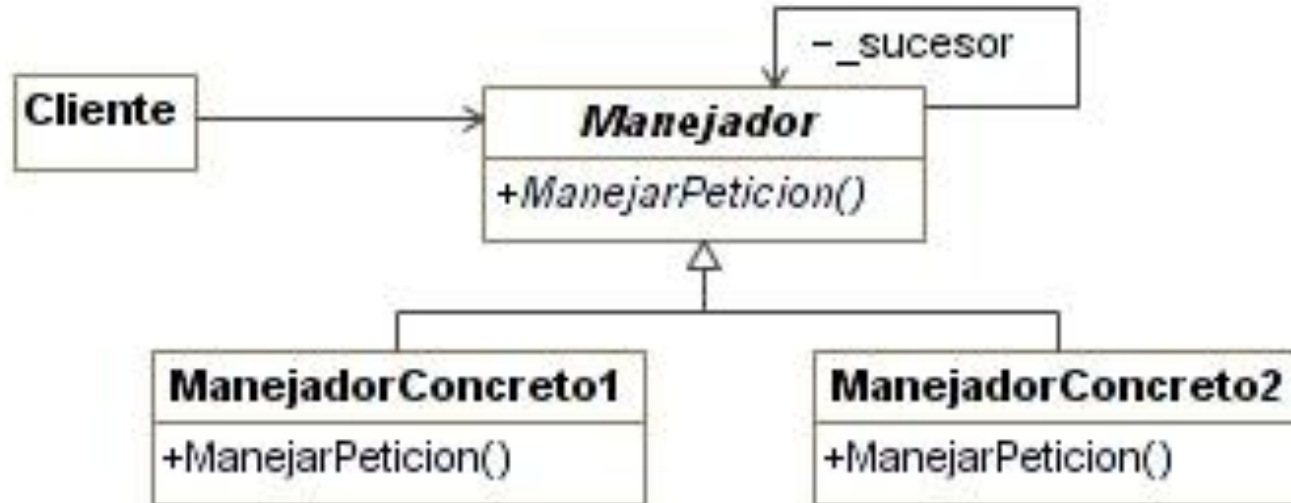 -_sucesor
Cliente
Manejador
+ManejarPeticion()
ManejadorConcreto1
+ManejarPeticion()
ManejadorConcreto2
+ManejarPeticion()